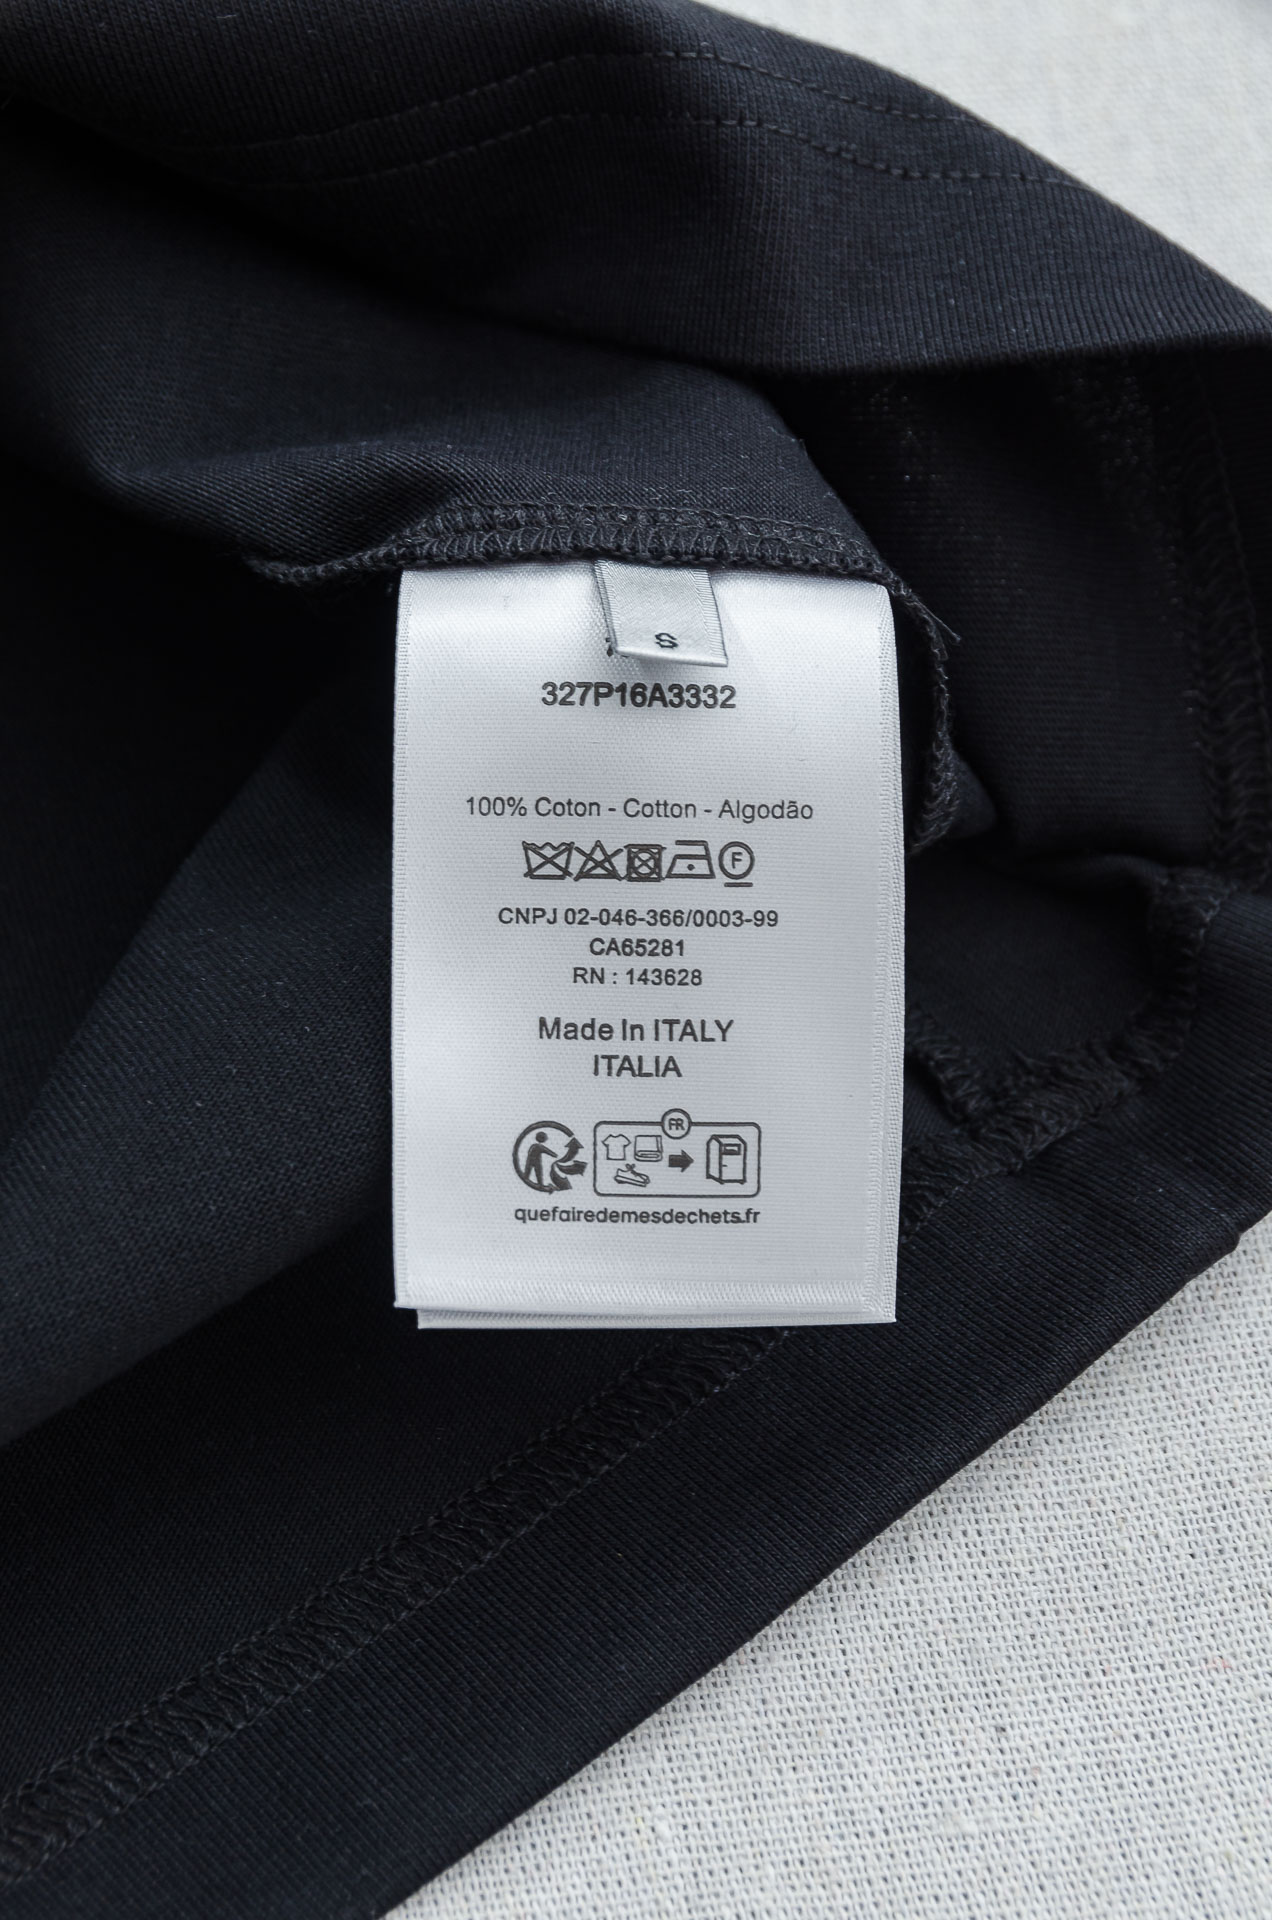 S
327P16A3332
100% Coton - Cotton - Algodão
F
CNPJ 02-046-366/0003-99
CA65281
RN : 143628
Made In ITALY
ITALIA
FR
quefairedemesdechets.fr